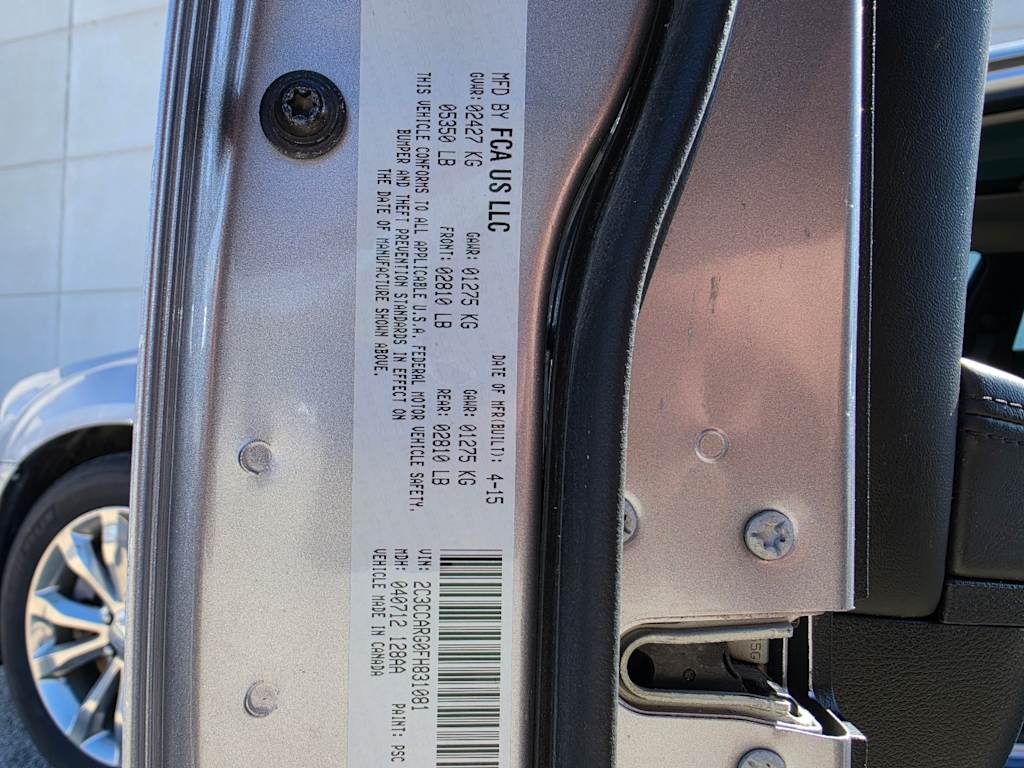 MFD BY FCA US LLC
DATE OF MFR(BUILT): 4-15
GVWR: 02427 KG GAWR: 01275 KG GAWR: 01275 KG
05350 LB FRONT: 02810 LB REAR: 02810 LB
THIS VEHICLE CONFORMS TO ALL APPLICABLE U.S.A. FEDERAL MOTOR VEHICLE SAFETY,
BUMPER AND THEFT PREVENTION STANDARDS IN EFFECT ON
THE DATE OF MANUFACTURE SHOWN ABOVE.
VIN: 2C3CCARG0FH831081
MDH: 040712 128AA PAINT: PSC
VEHICLE MADE IN CANADA